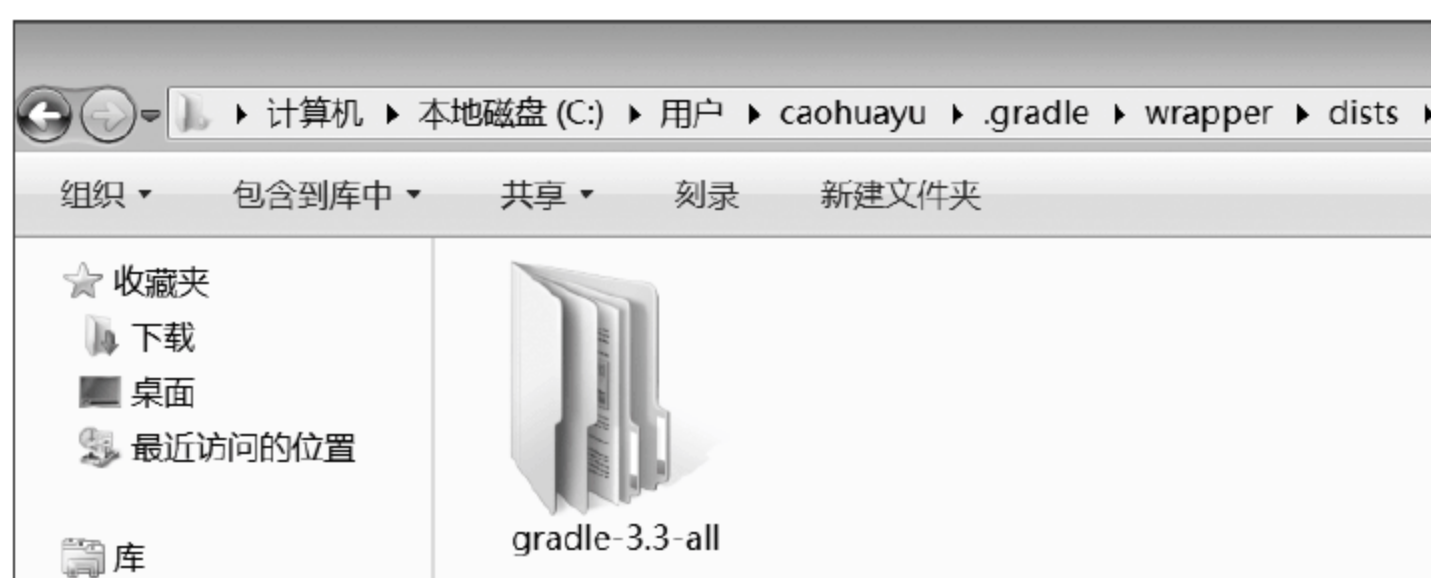 计算机 本地磁盘 (C:) 用户 caohuayu .gradle wrapper dists
组织 包含到库中 共享 刻录 新建文件夹
收藏夹
下载
桌面
最近访问的位置
库
gradle-3.3-all